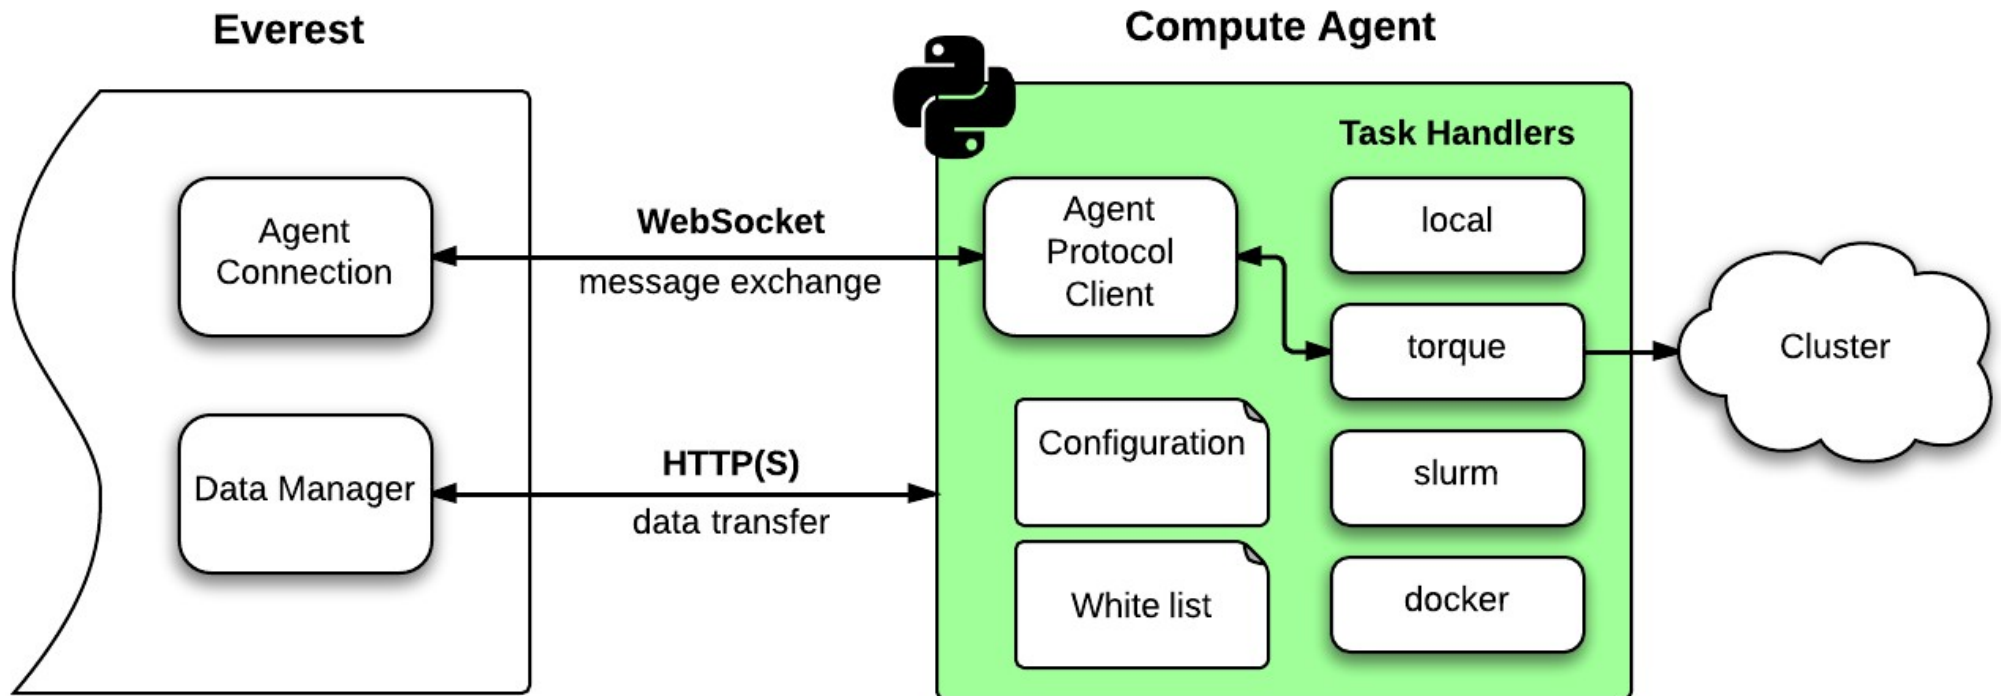 Everest
Compute Agent
Task Handlers
Agent
Connection
WebSocket
message exchange
Agent
Protocol
Client
local
torque
Cluster
Data Manager
HTTP(S)
data transfer
Configuration
slurm
White list
docker